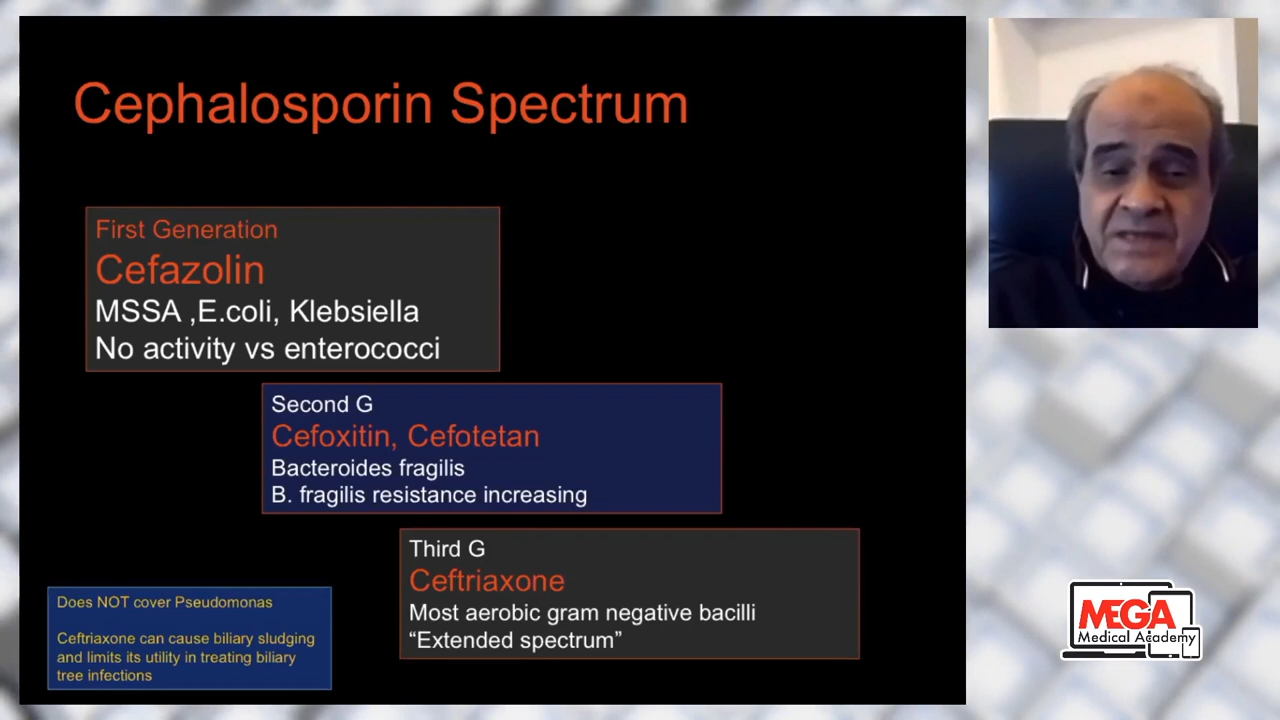 Cephalosporin Spectrum
First Generation
Cefazolin
MSSA ,E.coli, Klebsiella
No activity vs enterococci
Second G
Cefoxitin, Cefotetan
Bacteroides fragilis
B. fragilis resistance increasing
Third G
Ceftriaxone
Most aerobic gram negative bacilli
“Extended spectrum”
Does NOT cover Pseudomonas
Ceftriaxone can cause biliary sludging
and limits its utility in treating biliary
tree infections
MEGA
Medical Academy